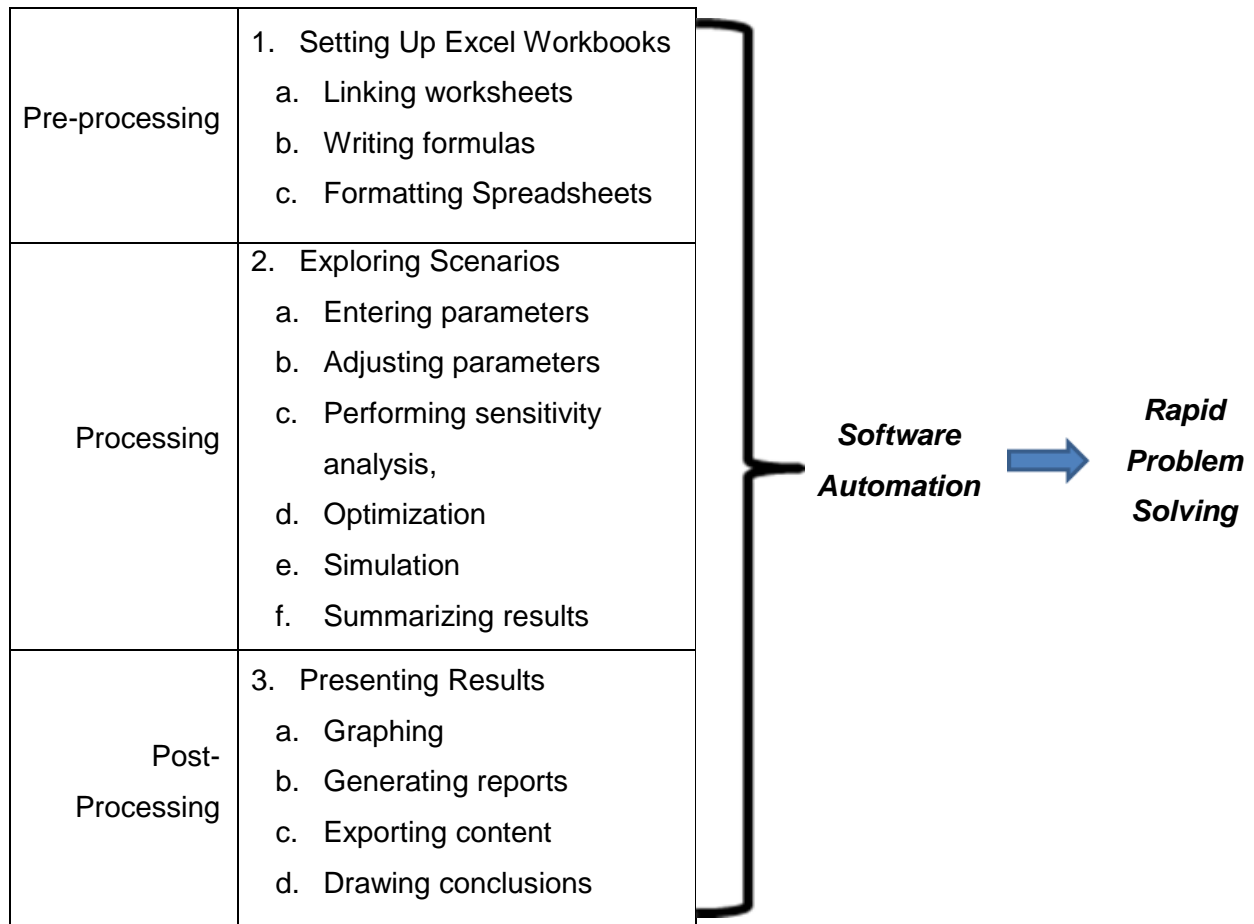 Pre-processing
1. Setting Up Excel Workbooks
a. Linking worksheets
b. Writing formulas
c. Formatting Spreadsheets
Processing
2. Exploring Scenarios
a. Entering parameters
b. Adjusting parameters
c. Performing sensitivity
analysis,
d. Optimization
e. Simulation
f. Summarizing results
Post-
Processing
3. Presenting Results
a. Graphing
b. Generating reports
c. Exporting content
d. Drawing conclusions
Software
Automation
Rapid
Problem
Solving